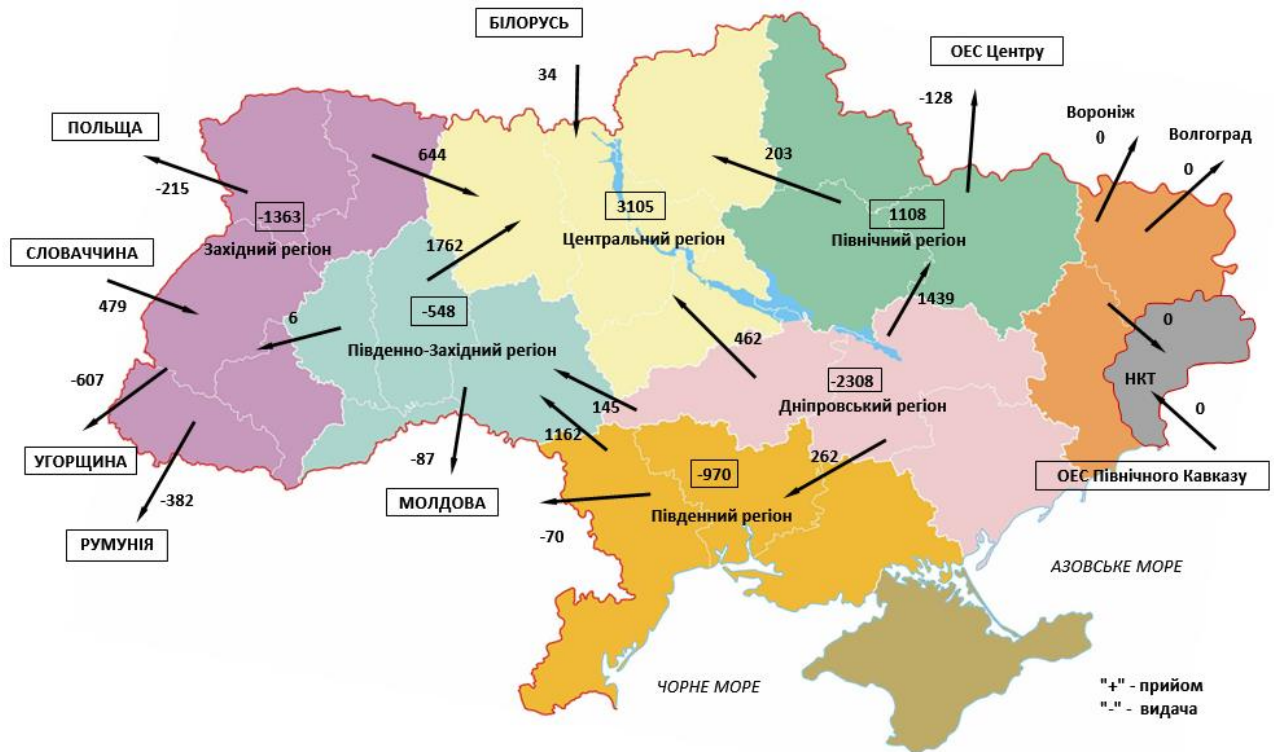 БІЛОРУСЬ
34
ОЕС Центру
-128
Вороніж
0
Волгоград
0
ПОЛЬЩА
-215
644
203
-1363
Західний регіон
3105
Центральний регіон
1108
Північний регіон
СЛОВАЧЧИНА
479
1762
6
-548
Південно-Західний регіон
1439
0
462
-607
-2308
Дніпровський регіон
НКТ
0
145
УГОРЩИНА
-382
РУМУНІЯ
-87
МОЛДОВА
1162
262
-970
Південний регіон
-70
ОЕС Північного Кавказу
АЗОВСЬКЕ МОРЕ
ЧОРНЕ МОРЕ
"+" - прийом
"-" - видача